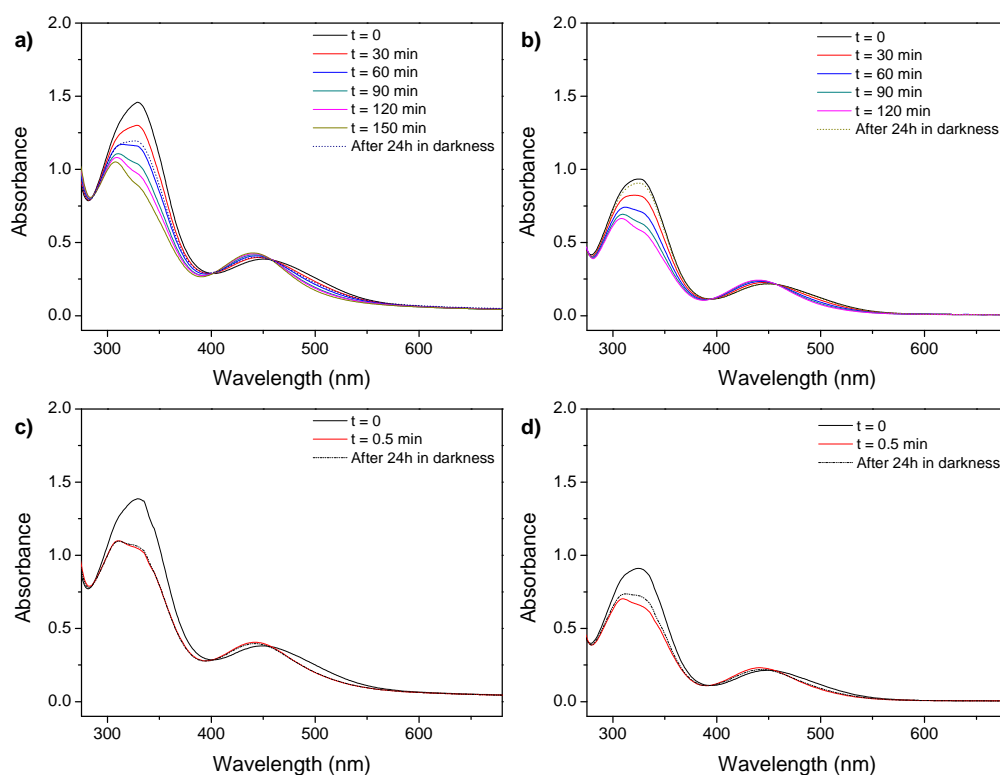 a)
t = 0
t = 30 min
t = 60 min
t = 90 min
t = 120 min
t = 150 min
After 24h in darkness
2.0
1.5
1.0
0.5
0.0
Absorbance
300 400 500 600
Wavelength (nm)
b)
t = 0
t = 30 min
t = 60 min
t = 90 min
t = 120 min
After 24h in darkness
2.0
1.5
1.0
0.5
0.0
Absorbance
300 400 500 600
Wavelength (nm)
c)
t = 0
t = 0.5 min
After 24h in darkness
2.0
1.5
1.0
0.5
0.0
Absorbance
300 400 500 600
Wavelength (nm)
d)
t = 0
t = 0.5 min
After 24h in darkness
2.0
1.5
1.0
0.5
0.0
Absorbance
300 400 500 600
Wavelength (nm)